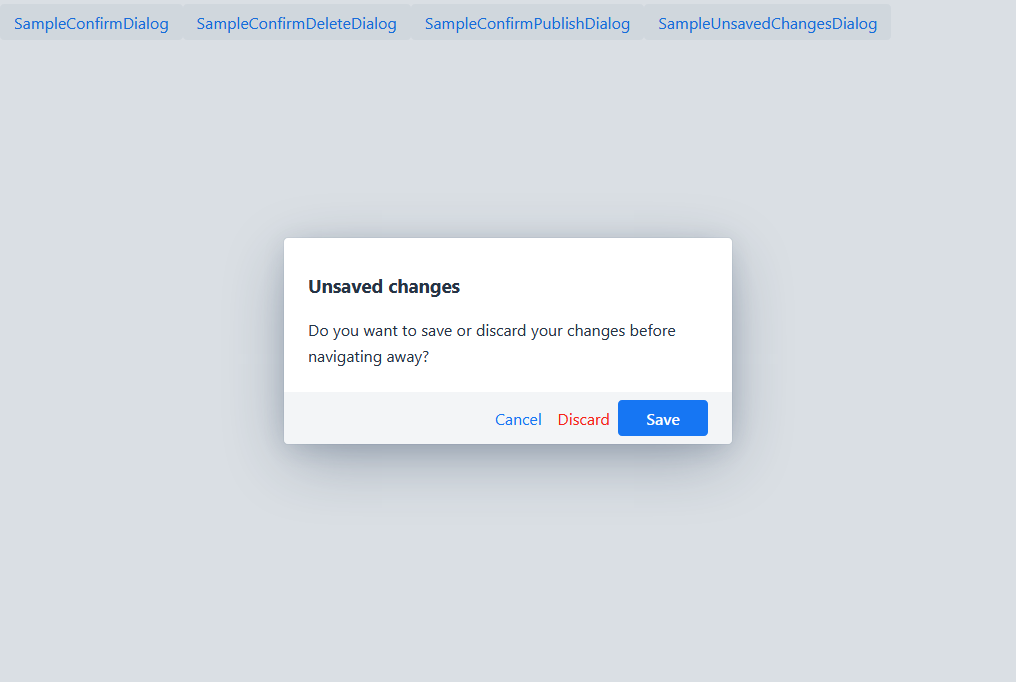 SampleConfirmDialog SampleConfirmDeleteDialog SampleConfirmPublishDialog SampleUnsavedChangesDialog
Unsaved changes
Do you want to save or discard your changes before
navigating away?
Cancel Discard Save